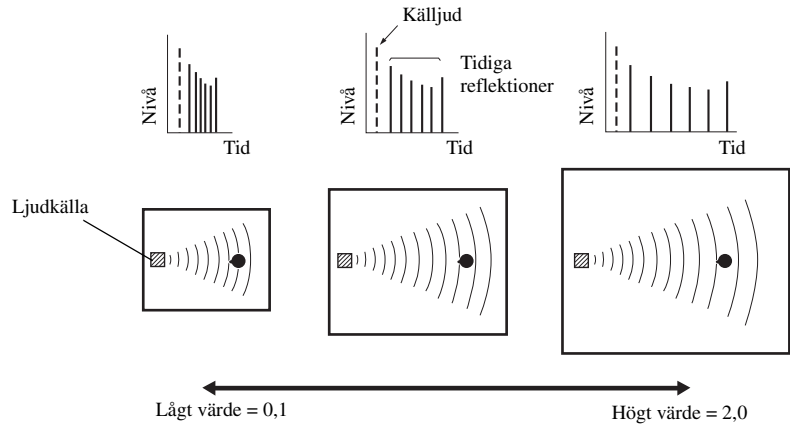 Källjud
Tidiga
reflektioner
Nivå
Tid
Nivå
Tid
Nivå
Tid
Ljudkälla
Lågt värde = 0,1
Högt värde = 2,0